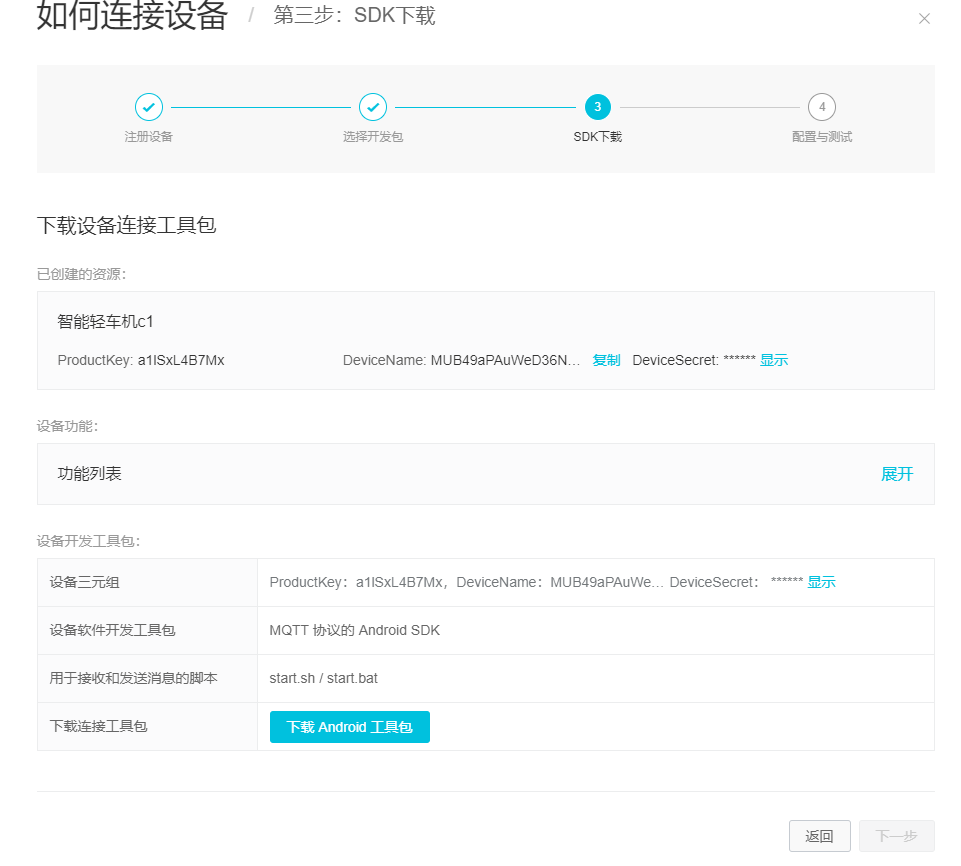 如何连接设备 / 第三步：SDK下载
3
4
注册设备
选择开发包
SDK下载
配置与测试
下载设备连接工具包
已创建的资源：
智能轻车机c1
ProductKey: a1ISxL4B7Mx DeviceName: MUB49aPAuWeD36N... 复制 DeviceSecret: ****** 显示
设备功能：
功能列表 展开
设备开发工具包：
设备三元组 ProductKey：a1ISxL4B7Mx，DeviceName：MUB49aPAuWe... DeviceSecret： ****** 显示
设备软件开发工具包 MQTT 协议的 Android SDK
用于接收和发送消息的脚本 start.sh / start.bat
下载连接工具包 下载 Android 工具包
返回 下一步